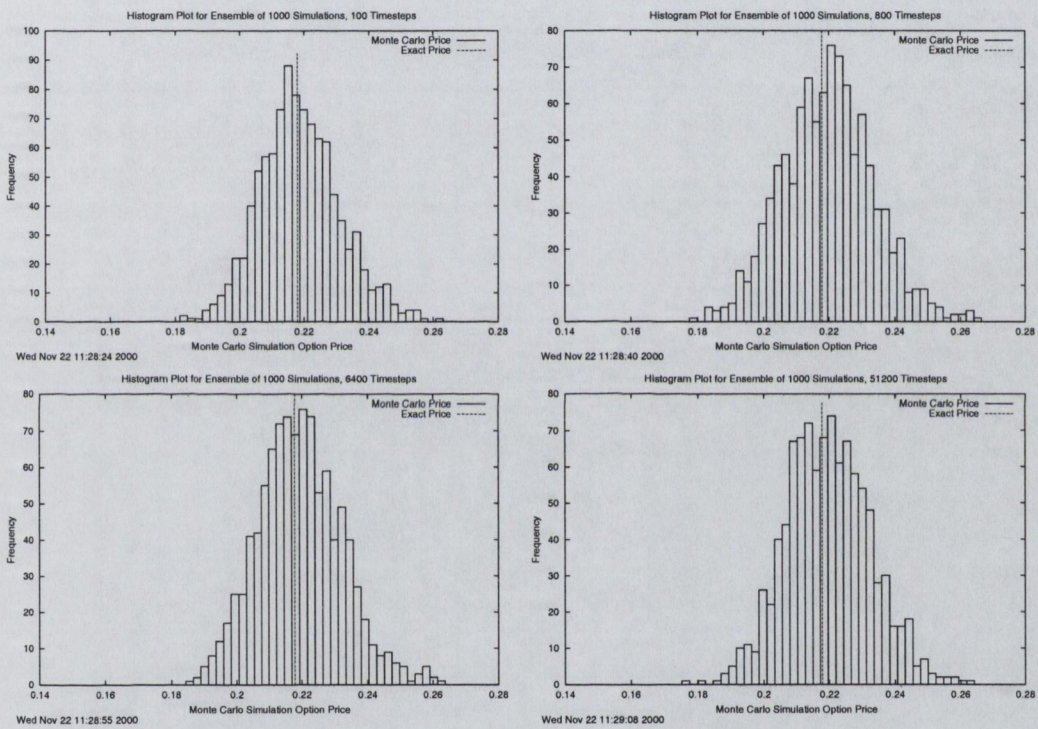 Histogram Plot for Ensemble of 1000 Simulations, 100 Timesteps
Monte Carlo Price
Exact Price
100
90
80
70
60
50
40
30
20
10
0
Frequency
0.14 0.16 0.18 0.2 0.22 0.24 0.26 0.28
Monte Carlo Simulation Option Price
Wed Nov 22 11:28:24 2000
Histogram Plot for Ensemble of 1000 Simulations, 800 Timesteps
Monte Carlo Price
Exact Price
80
70
60
50
40
30
20
10
0
Frequency
0.14 0.16 0.18 0.2 0.22 0.24 0.26 0.28
Monte Carlo Simulation Option Price
Wed Nov 22 11:28:40 2000
Histogram Plot for Ensemble of 1000 Simulations, 6400 Timesteps
Monte Carlo Price
Exact Price
80
70
60
50
40
30
20
10
0
Frequency
0.14 0.16 0.18 0.2 0.22 0.24 0.26 0.28
Monte Carlo Simulation Option Price
Wed Nov 22 11:28:55 2000
Histogram Plot for Ensemble of 1000 Simulations, 51200 Timesteps
Monte Carlo Price
Exact Price
80
70
60
50
40
30
20
10
0
Frequency
0.14 0.16 0.18 0.2 0.22 0.24 0.26 0.28
Monte Carlo Simulation Option Price
Wed Nov 22 11:29:08 2000